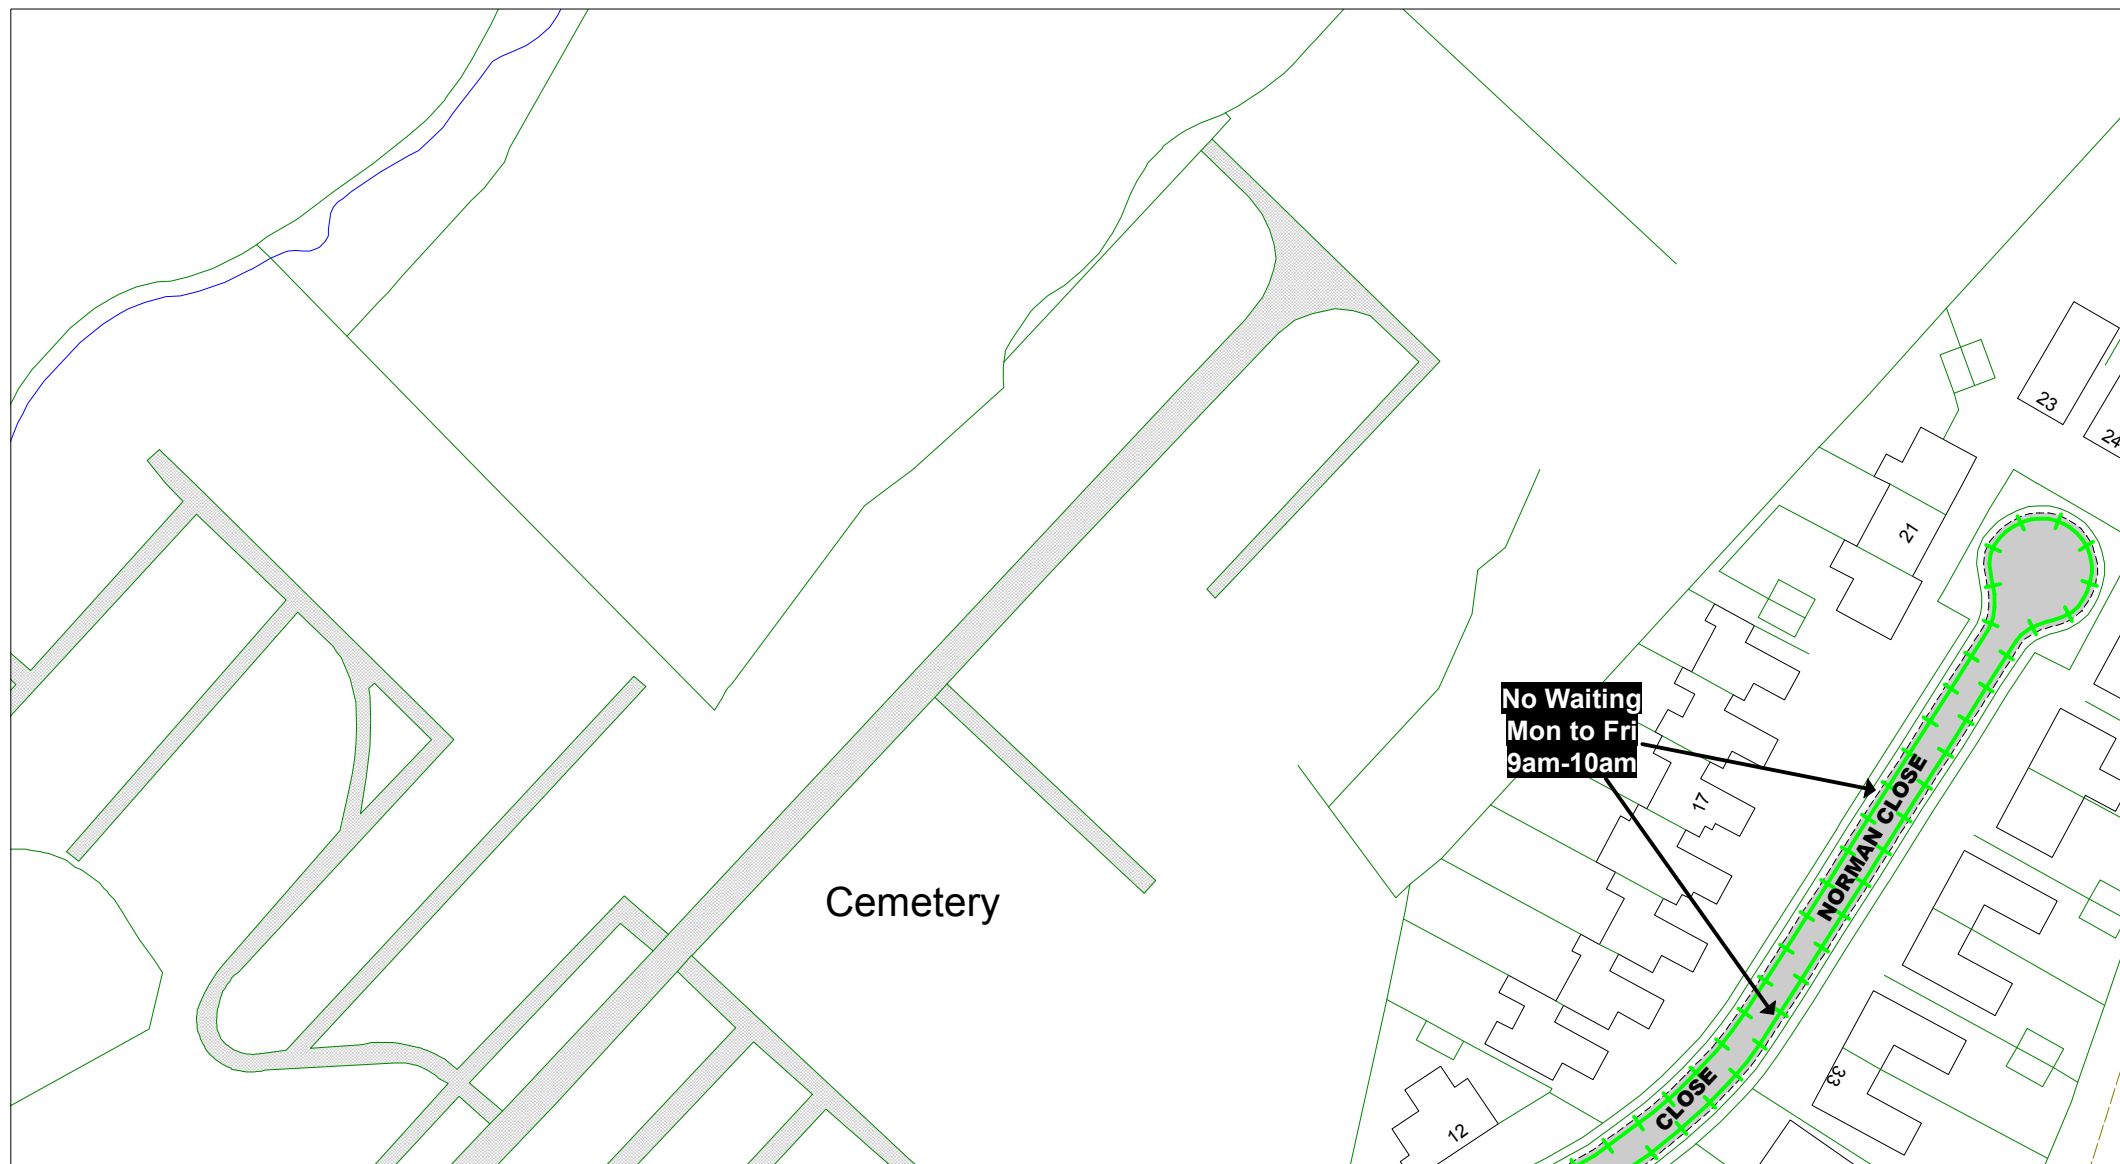 23
24
21
No Waiting
Mon to Fri
9am-10am
17
NORMAN CLOSE
Cemetery
33
CLOSE
12